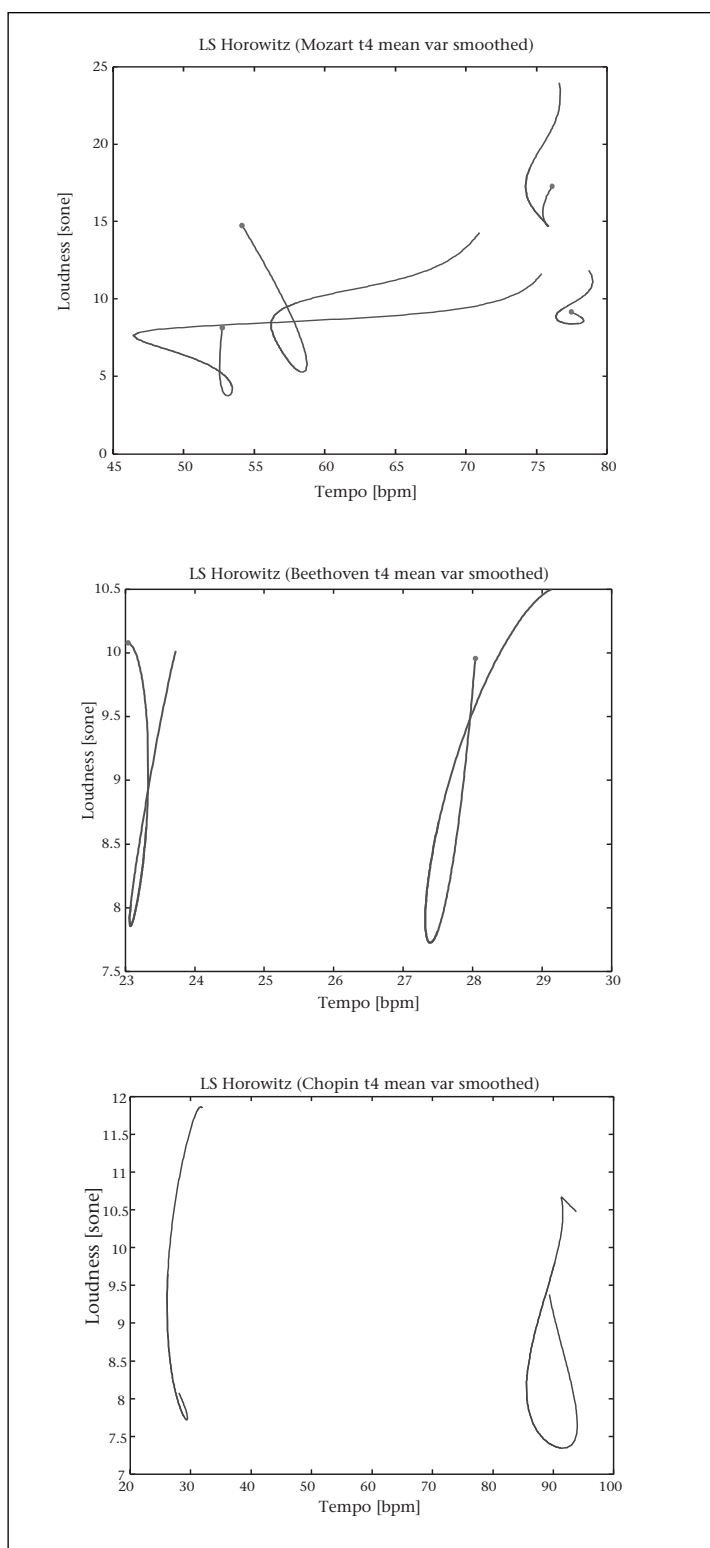 LS Horowitz (Mozart t4 mean var smoothed)
25
20
15
10
5
0
Loudness [sone]
45 50 55 60 65 70 75 80
Tempo [bpm]
LS Horowitz (Beethoven t4 mean var smoothed)
10.5
10
9.5
9
8.5
8
7.5
Loudness [sone]
23 24 25 26 27 28 29 30
Tempo [bpm]
LS Horowitz (Chopin t4 mean var smoothed)
12
11.5
11
10.5
10
9.5
9
8.5
8
7.5
7
Loudness [sone]
20 30 40 50 60 70 80 90 100
Tempo [bpm]